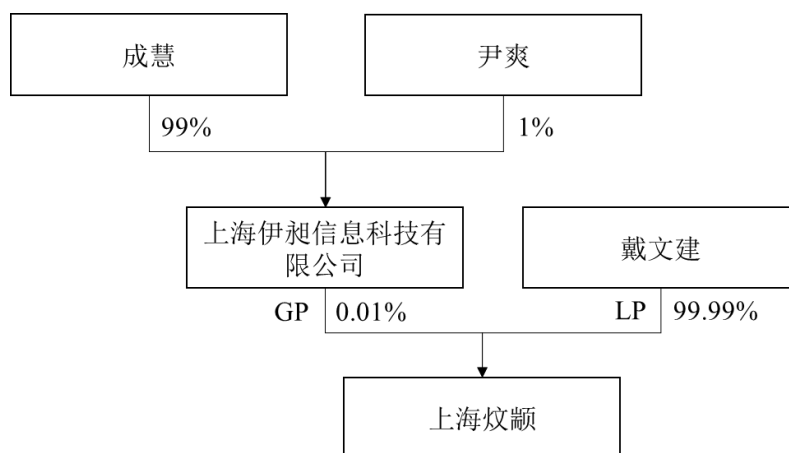 成慧
尹爽
99%
1%
上海伊昶信息科技有
限公司
戴文建
GP
0.01%
LP
99.99%
上海炆颛